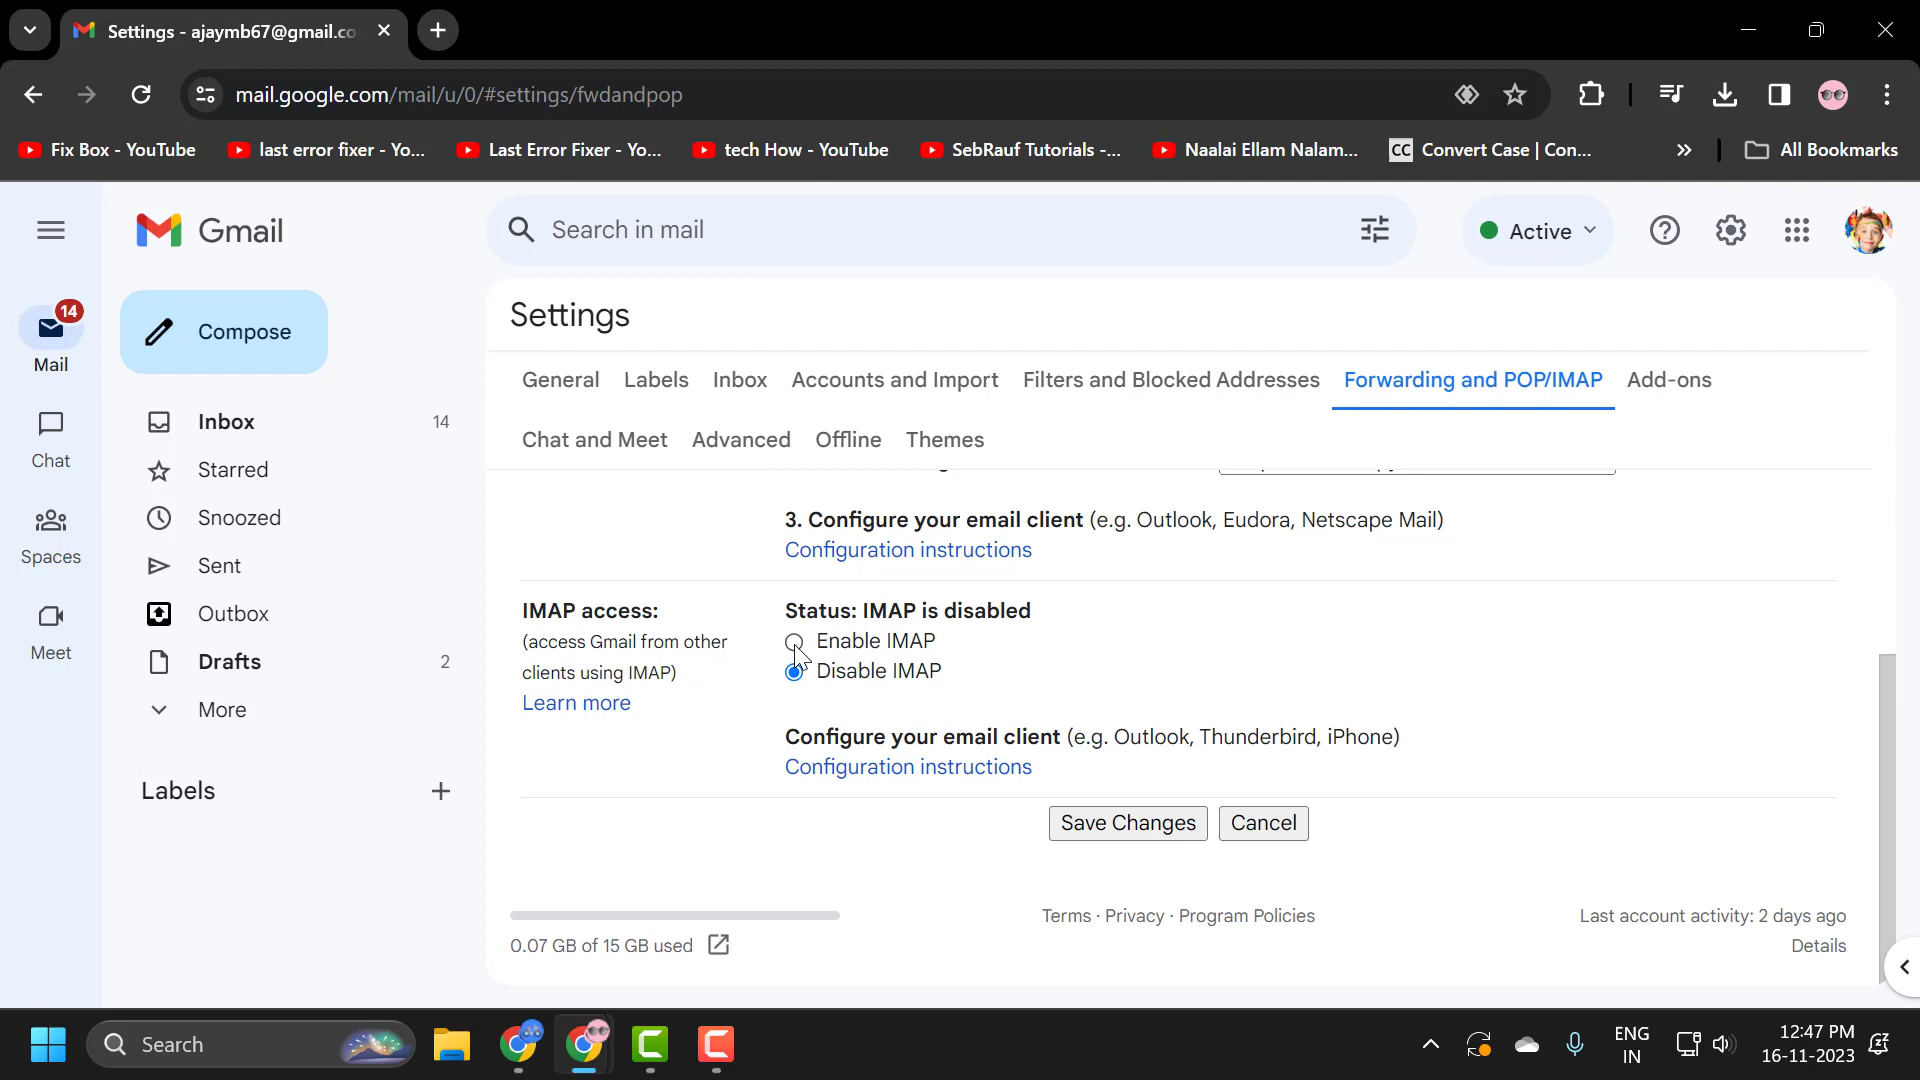 Settings - ajaymb67@gmail.co
mail.google.com/mail/u/0/#settings/fwdandpop
Fix Box - YouTube
last error fixer - Yo...
Last Error Fixer - Yo...
tech How - YouTube
SebRauf Tutorials -...
Naalai Ellam Nalam...
CC Convert Case | Con...
»
All Bookmarks
Gmail
Search in mail
Active
14
Mail
Chat
Spaces
Meet
Compose
Inbox 14
Starred
Snoozed
Sent
Outbox
Drafts 2
More
Labels
Settings
General Labels Inbox Accounts and Import Filters and Blocked Addresses Forwarding and POP/IMAP Add-ons
Chat and Meet Advanced Offline Themes
3. Configure your email client (e.g. Outlook, Eudora, Netscape Mail)
Configuration instructions
IMAP access:
(access Gmail from other
clients using IMAP)
Learn more
Status: IMAP is disabled
Enable IMAP
Disable IMAP
Configure your email client (e.g. Outlook, Thunderbird, iPhone)
Configuration instructions
Save Changes Cancel
0.07 GB of 15 GB used
Terms · Privacy · Program Policies
Last account activity: 2 days ago
Details
Search
ENG
IN
12:47 PM
16-11-2023